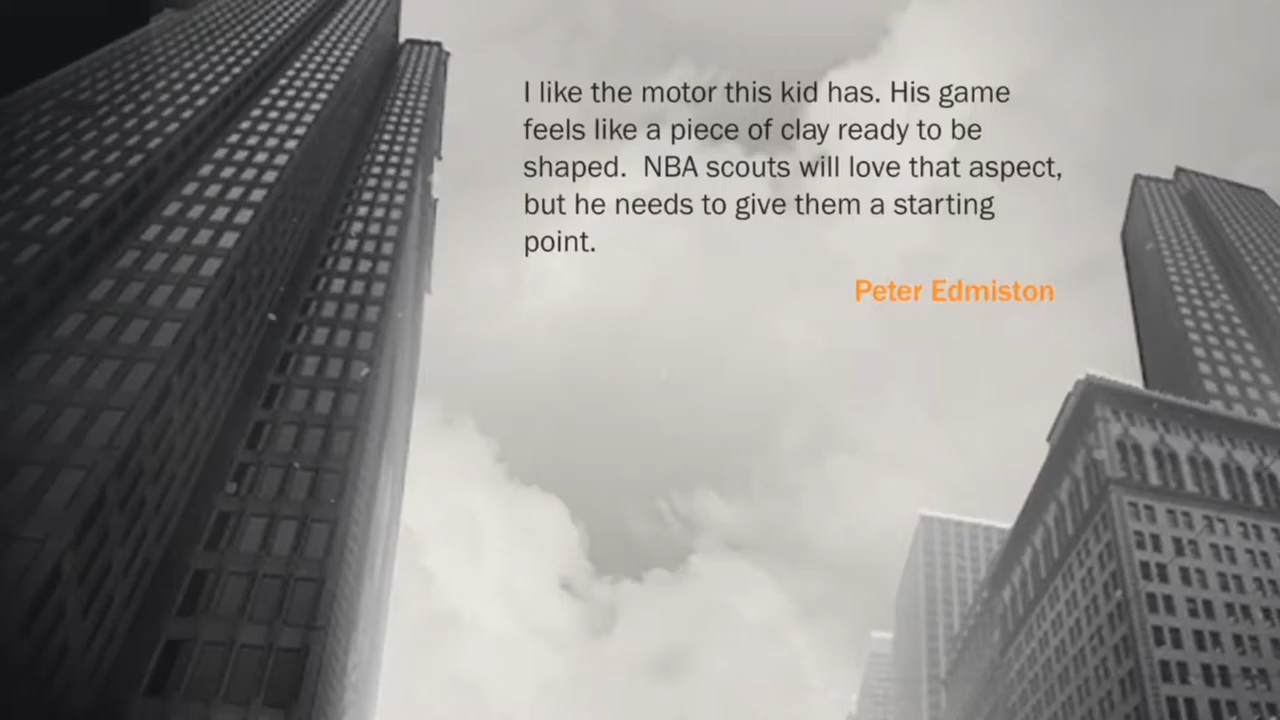 I like the motor this kid has. His game
feels like a piece of clay ready to be
shaped.  NBA scouts will love that aspect,
but he needs to give them a starting
point.
Peter Edmiston